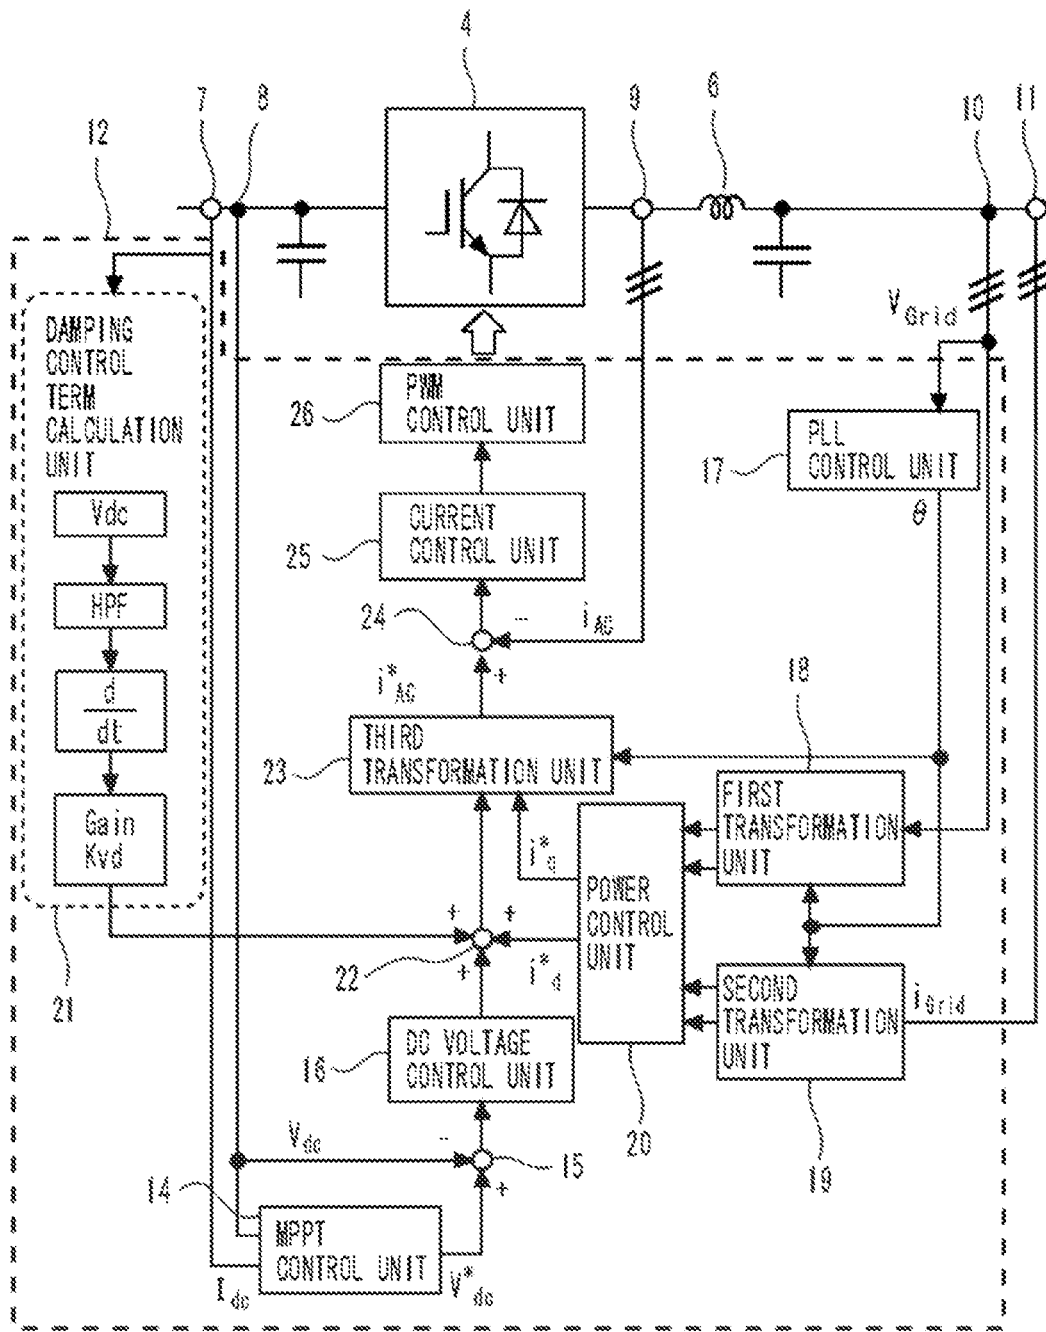 4
7
8
9
6
10
11
12
V_Grid
DAMPING
CONTROL
TERM
CALCULATION
UNIT
PWM
CONTROL UNIT
26
PLL
CONTROL UNIT
17
θ
Vdc
CURRENT
CONTROL UNIT
25
HPF
24
−
i_AC
+
i*_AC
d
dt
18
THIRD
TRANSFORMATION UNIT
23
FIRST
TRANSFORMATION
UNIT
Gain
Kvd
i*_q
POWER
CONTROL
UNIT
+
+
+
22
i*_d
21
SECOND
TRANSFORMATION
UNIT
i_Grid
DC VOLTAGE
CONTROL UNIT
16
20
V_dc
−
15
+
19
14
MPPT
CONTROL UNIT
I_dc
V*_dc